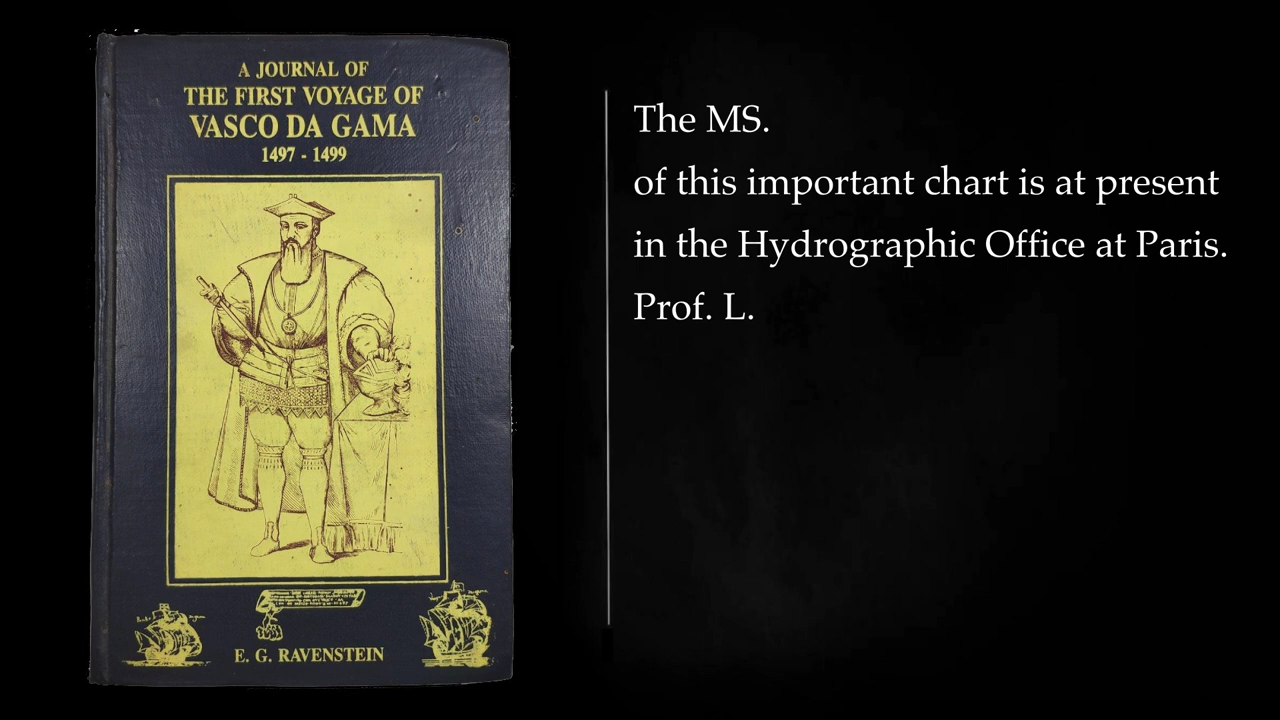 A JOURNAL OF
THE FIRST VOYAGE OF
VASCO DA GAMA
1497 - 1499
E. G. RAVENSTEIN
The MS.
of this important chart is at present
in the Hydrographic Office at Paris.
Prof. L.